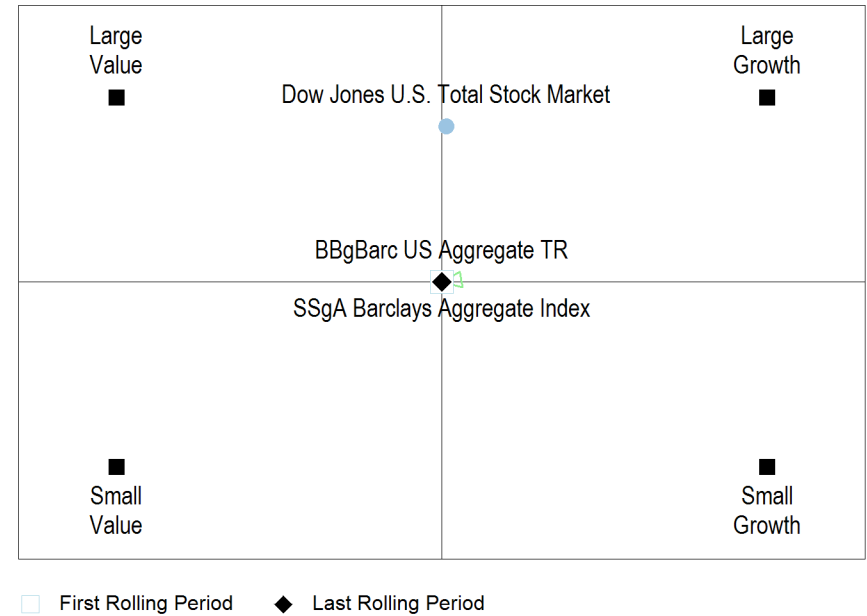 Large
Value
Large
Growth
Dow Jones U.S. Total Stock Market
BBgBarc US Aggregate TR
SSgA Barclays Aggregate Index
Small
Value
Small
Growth
First Rolling Period
Last Rolling Period